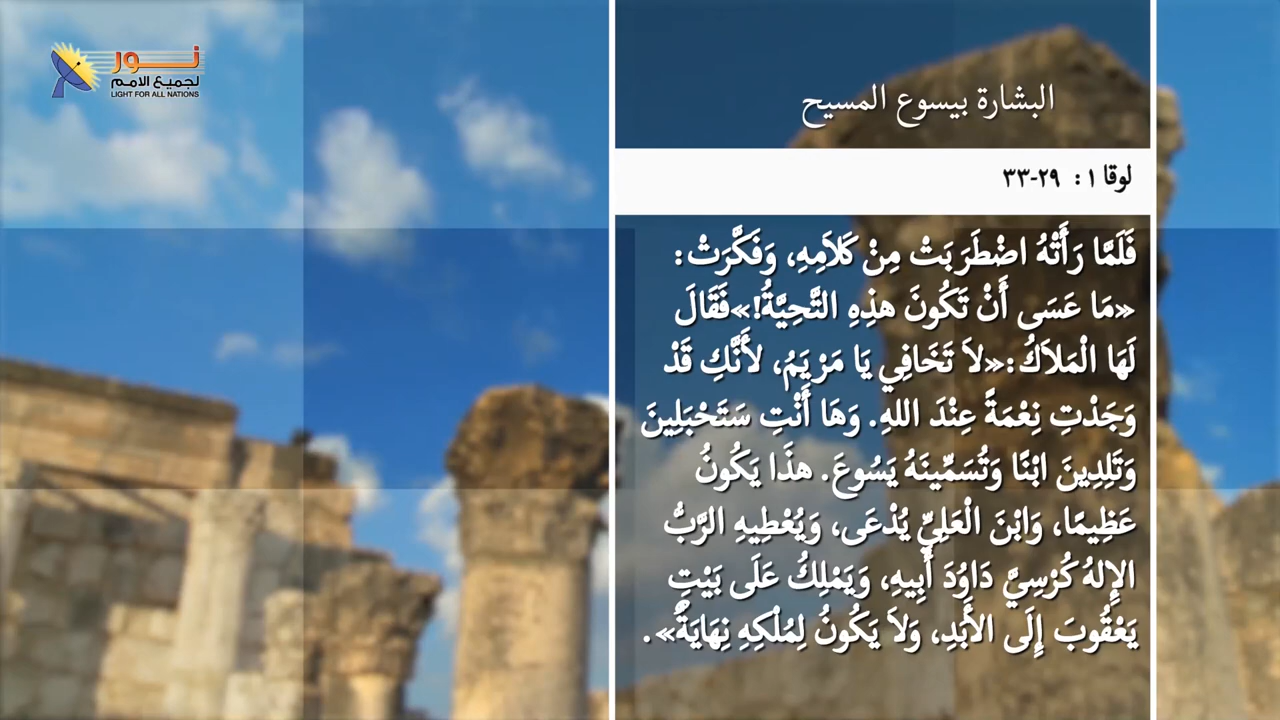 نـور
لجميع الامم
LIGHT FOR ALL NATIONS
البشارة بيسوع المسيح
لوقا ١ : ٢٩-٣٣
فَلَمَّا رَأَتْهُ اضْطَرَبَتْ مِنْ كَلاَمِهِ، وَفَكَّرَتْ:
«مَا عَسَى أَنْ تَكُونَ هذِهِ التَّحِيَّةُ!»فَقَالَ
لَهَا الْمَلاَكُ:«لاَ تَخَافِي يَا مَرْيَمُ، لأَنَّكِ قَدْ
وَجَدْتِ نِعْمَةً عِنْدَ اللهِ. وَهَا أَنْتِ سَتَحْبَلِينَ
وَتَلِدِينَ ابْنًا وَتُسَمِّينَهُ يَسُوعَ. هذَا يَكُونُ
عَظِيمًا، وَابْنَ الْعَلِيِّ يُدْعَى، وَيُعْطِيهِ الرَّبُّ
الإِلهُ كُرْسِيَّ دَاوُدَ أَبِيهِ، وَيَمْلِكُ عَلَى بَيْتِ
يَعْقُوبَ إِلَى الأَبَدِ، وَلاَ يَكُونُ لِمُلْكِهِ نِهَايَةٌ».